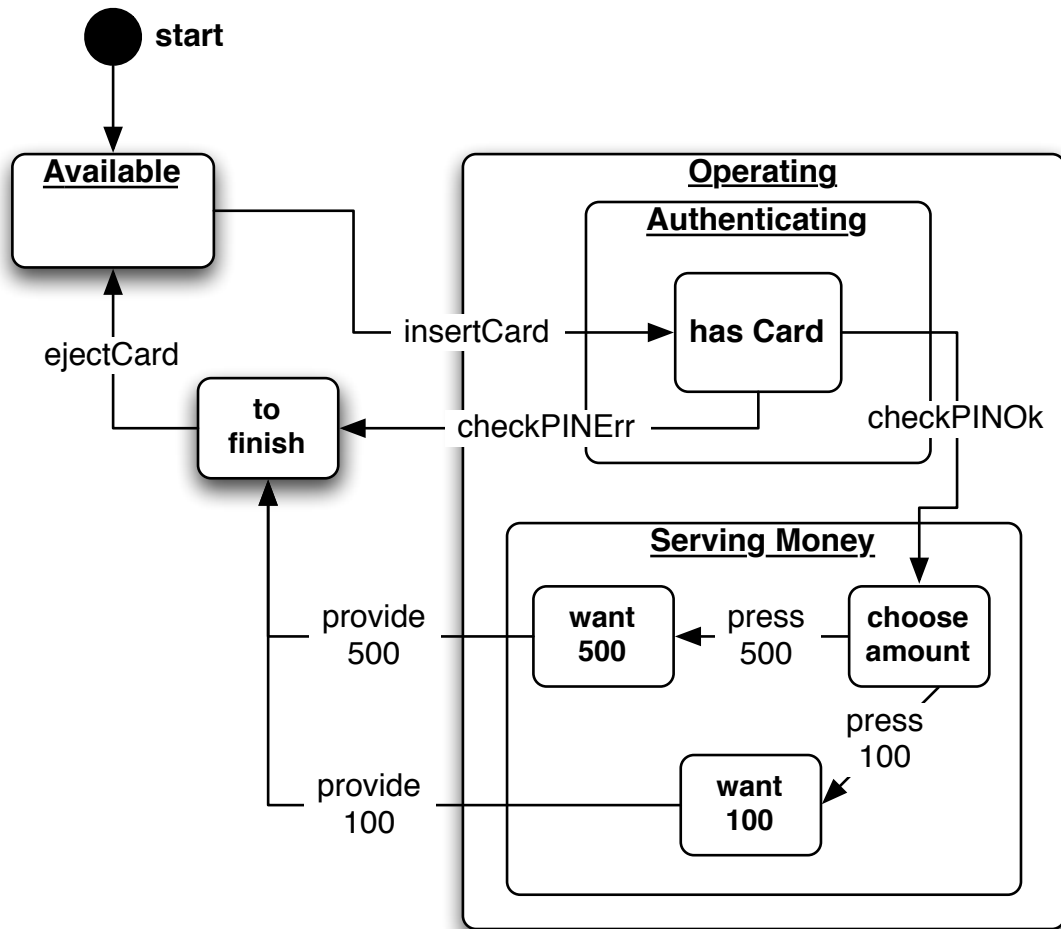 start
Available
Operating
Authenticating
insertCard
has Card
ejectCard
to
finish
checkPINErr
checkPINOk
Serving Money
provide
500
want
500
press
500
choose
amount
press
100
provide
100
want
100